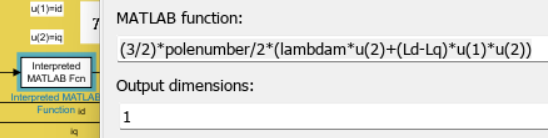 u(1)=id
7
u(2)=iq
Interpreted
MATLAB Fcn
Interpreted MATLAB
Function id
iq
MATLAB function:
(3/2)*polenumber/2*(lambdam*u(2)+(Ld-Lq)*u(1)*u(2))
Output dimensions:
1